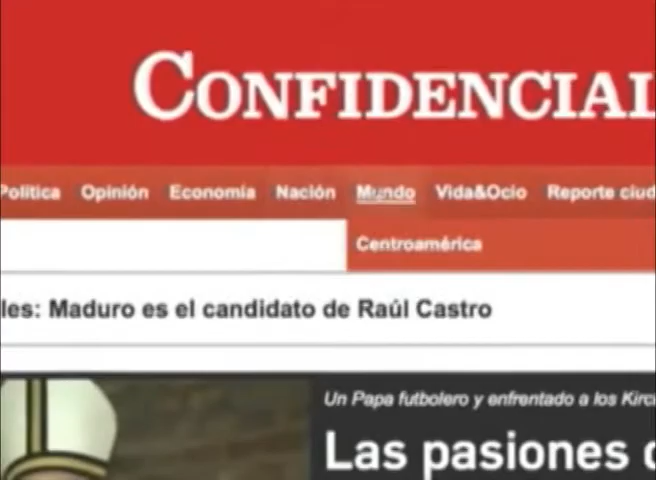 CONFIDENCIAL
Política Opinión Economía Nación Mundo Vida&Ocio Reporte ciud
Centroamérica
les: Maduro es el candidato de Raúl Castro
Un Papa futbolero y enfrentado a los Kirc
Las pasiones